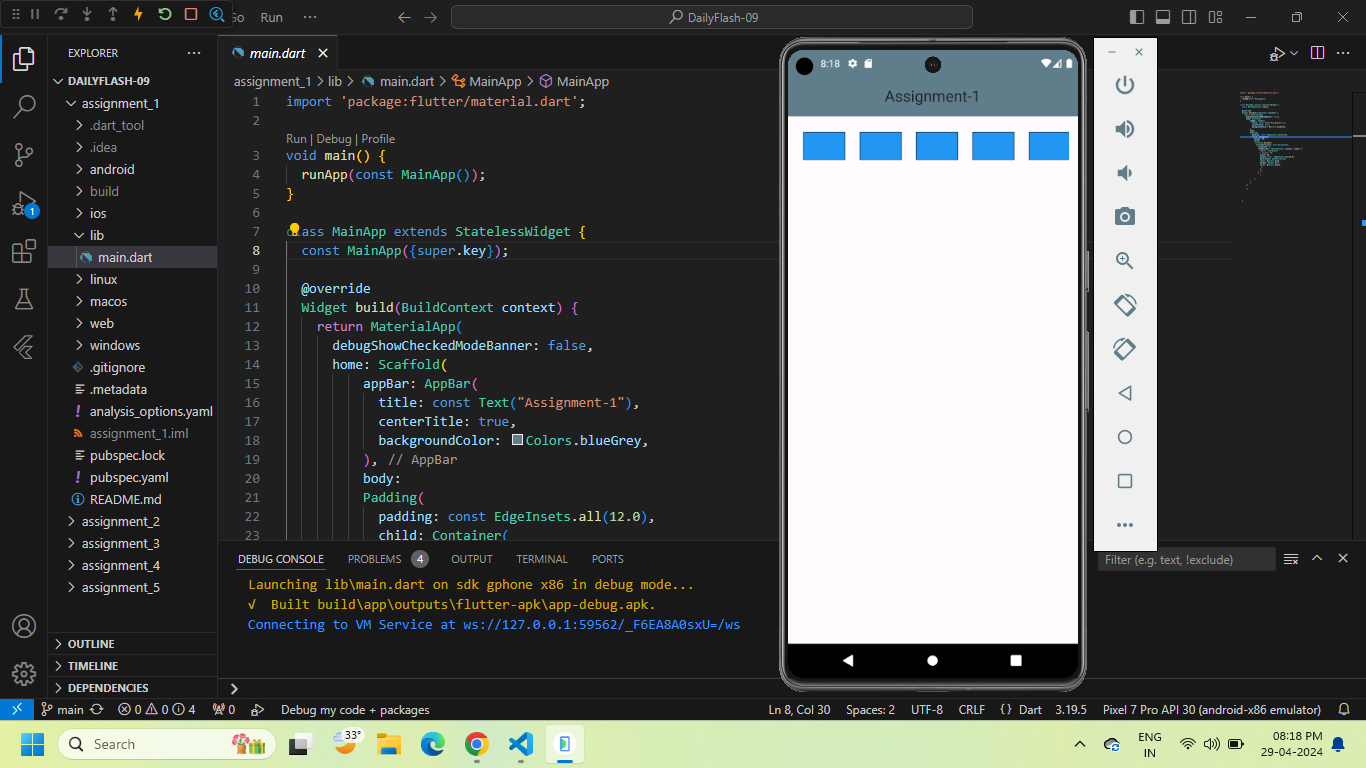 Go Run ···
DailyFlash-09
EXPLORER ···
DAILYFLASH-09
assignment_1
.dart_tool
.idea
android
build
ios
lib
main.dart
linux
macos
web
windows
.gitignore
.metadata
analysis_options.yaml
assignment_1.iml
pubspec.lock
pubspec.yaml
README.md
assignment_2
assignment_3
assignment_4
assignment_5
OUTLINE
TIMELINE
DEPENDENCIES
1
main.dart
assignment_1 > lib > main.dart > MainApp > MainApp
1 import 'package:flutter/material.dart';
2
Run | Debug | Profile
3 void main() {
4 runApp(const MainApp());
5 }
6
7 class MainApp extends StatelessWidget {
8 const MainApp({super.key});
9
10 @override
11 Widget build(BuildContext context) {
12 return MaterialApp(
13 debugShowCheckedModeBanner: false,
14 home: Scaffold(
15 appBar: AppBar(
16 title: const Text("Assignment-1"),
17 centerTitle: true,
18 backgroundColor: Colors.blueGrey,
19 ), // AppBar
20 body:
21 Padding(
22 padding: const EdgeInsets.all(12.0),
23 child: Container(
8:18
Assignment-1
DEBUG CONSOLE PROBLEMS 4 OUTPUT TERMINAL PORTS
Filter (e.g. text, !exclude)
Launching lib\main.dart on sdk gphone x86 in debug mode...
√ Built build\app\outputs\flutter-apk\app-debug.apk.
Connecting to VM Service at ws://127.0.0.1:59562/_F6EA8A0sxU=/ws
main 0 0 4 0 Debug my code + packages
Ln 8, Col 30 Spaces: 2 UTF-8 CRLF {} Dart 3.19.5 Pixel 7 Pro API 30 (android-x86 emulator)
Search
33°
ENG
IN
08:18 PM
29-04-2024